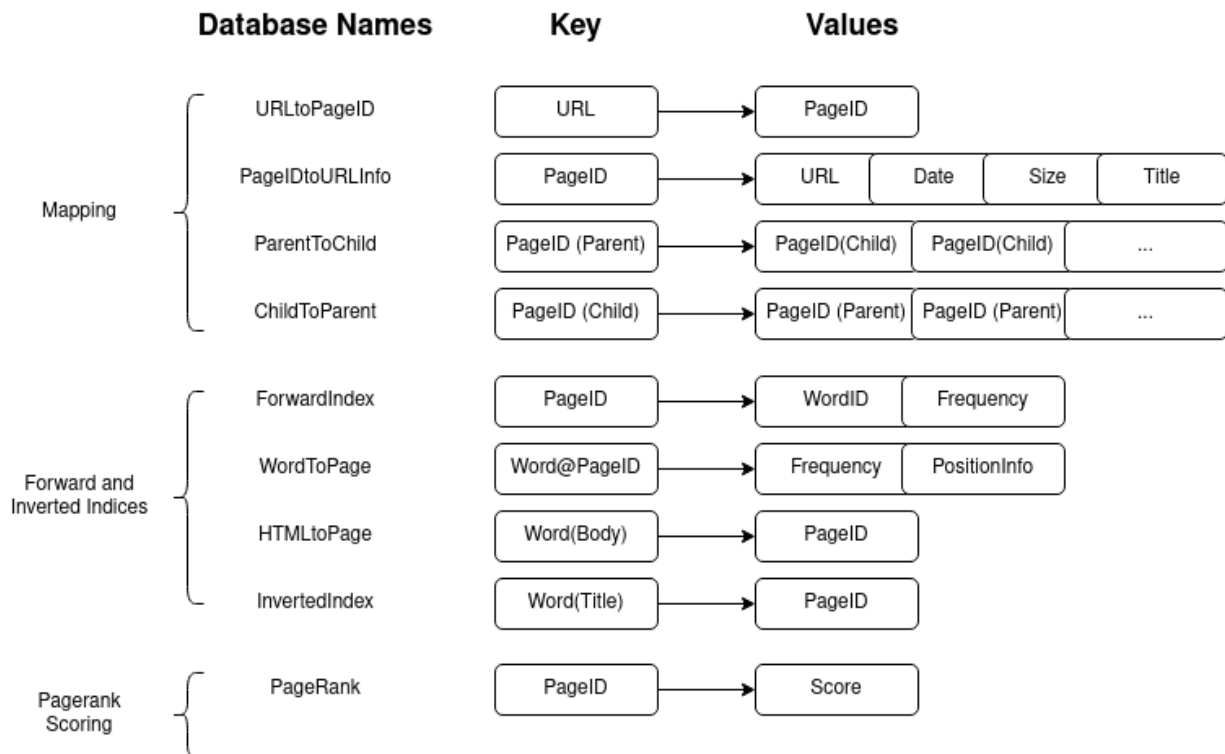 Database Names Key Values
URLtoPageID URL PageID
PageIDtoURLInfo PageID URL Date Size Title
Mapping
ParentToChild PageID (Parent) PageID(Child) PageID(Child) ...
ChildToParent PageID (Child) PageID (Parent) PageID (Parent) ...
ForwardIndex PageID WordID Frequency
WordToPage Word@PageID Frequency PositionInfo
Forward and
Inverted Indices
HTMLtoPage Word(Body) PageID
InvertedIndex Word(Title) PageID
PageRank PageID Score
Pagerank
Scoring